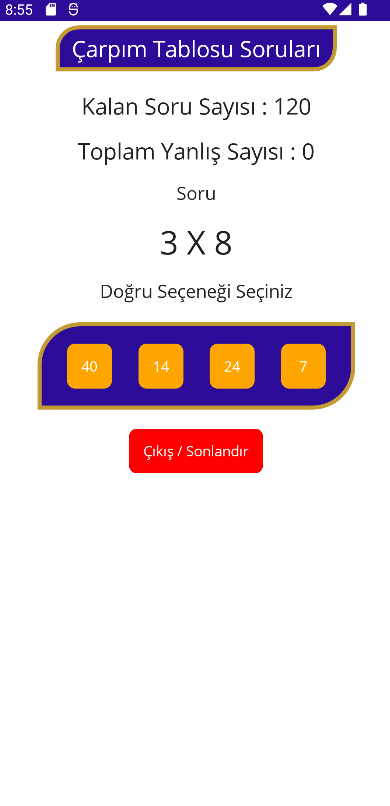 8:55
Çarpım Tablosu Soruları
Kalan Soru Sayısı : 120
Toplam Yanlış Sayısı : 0
Soru
3 X 8
Doğru Seçeneği Seçiniz
40 14 24 7
Çıkış / Sonlandır